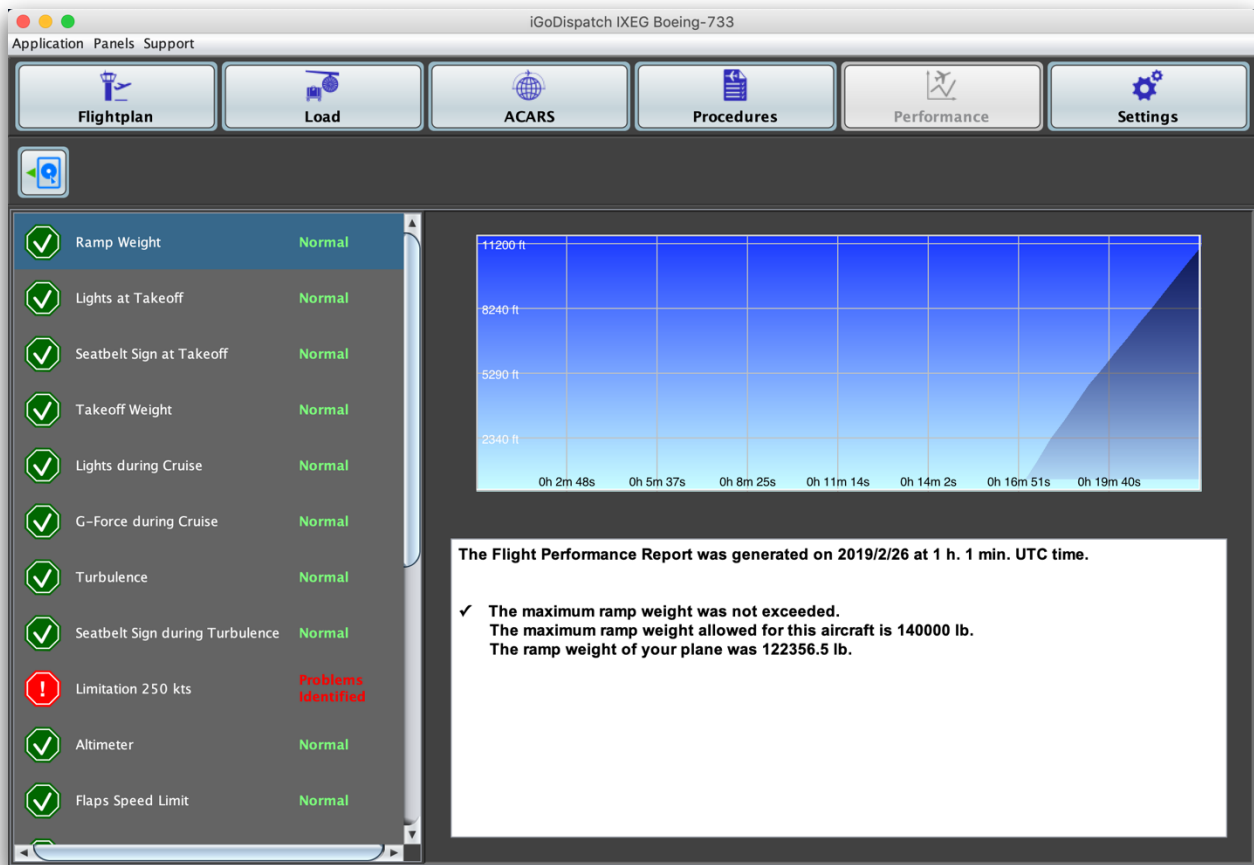 iGoDispatch IXEG Boeing-733
Application Panels Support
Flightplan Load ACARS Procedures Performance Settings
Ramp Weight Normal
Lights at Takeoff Normal
Seatbelt Sign at Takeoff Normal
Takeoff Weight Normal
Lights during Cruise Normal
G-Force during Cruise Normal
Turbulence Normal
Seatbelt Sign during Turbulence Normal
Limitation 250 kts Problems
Identified
Altimeter Normal
Flaps Speed Limit Normal
11200 ft
8240 ft
5290 ft
2340 ft
0h 2m 48s 0h 5m 37s 0h 8m 25s 0h 11m 14s 0h 14m 2s 0h 16m 51s 0h 19m 40s
The Flight Performance Report was generated on 2019/2/26 at 1 h. 1 min. UTC time.
✓ The maximum ramp weight was not exceeded.
The maximum ramp weight allowed for this aircraft is 140000 lb.
The ramp weight of your plane was 122356.5 lb.